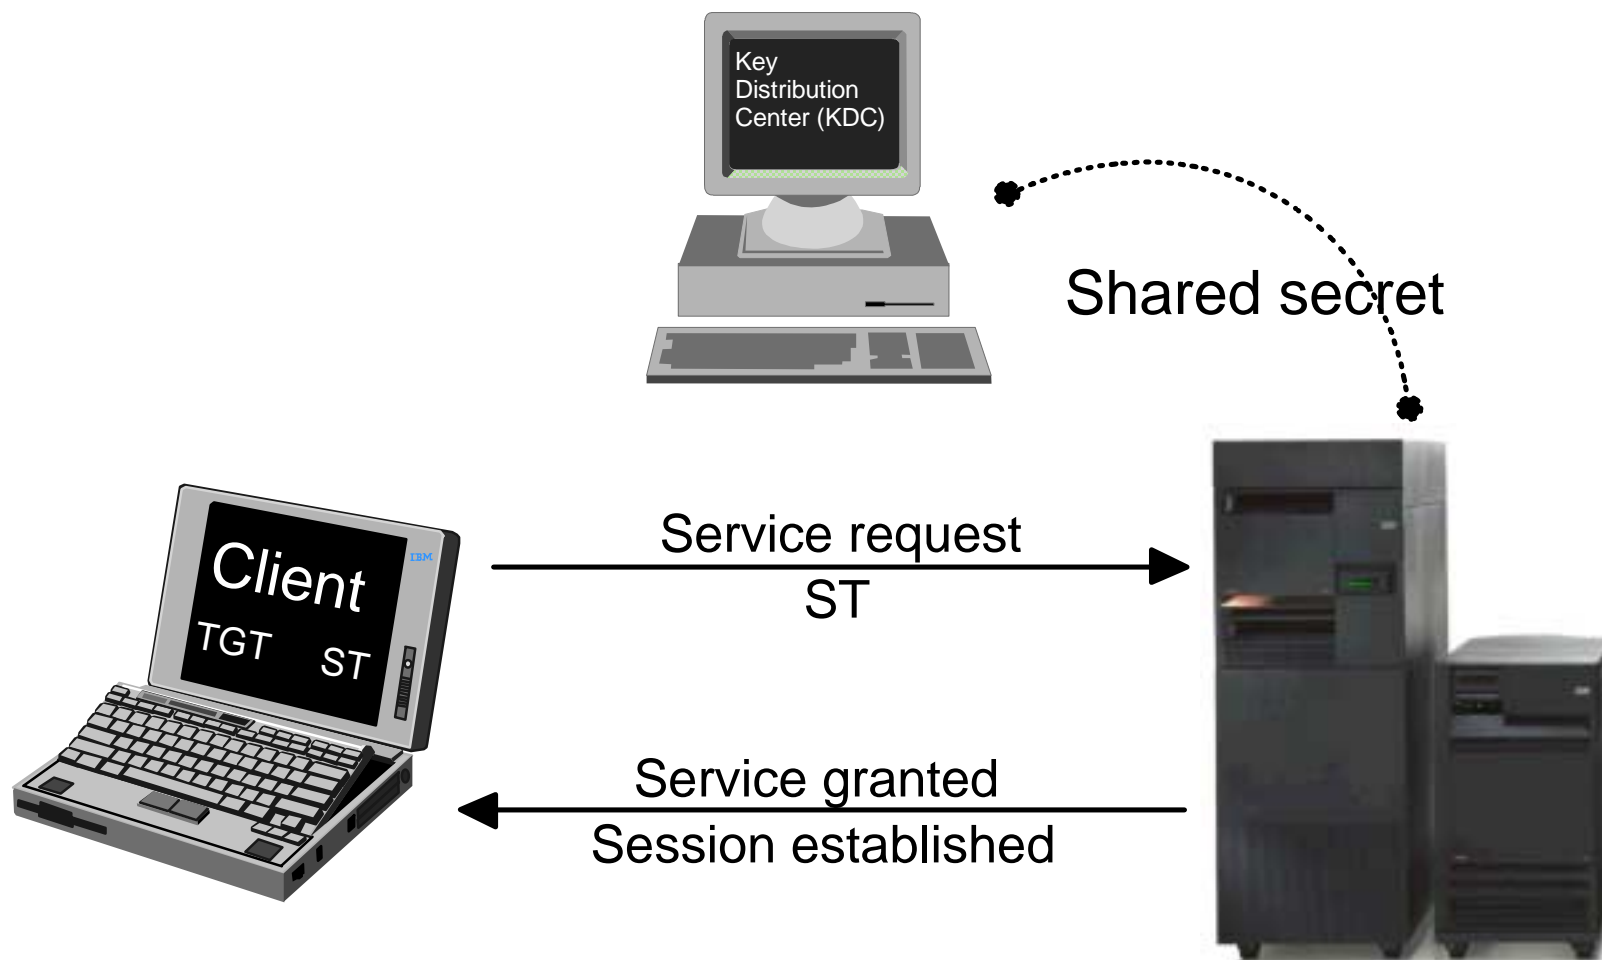 Key
Distribution
Center (KDC)
Shared secret
Service request
ST
Client
IBM
TGT ST
Service granted
Session established